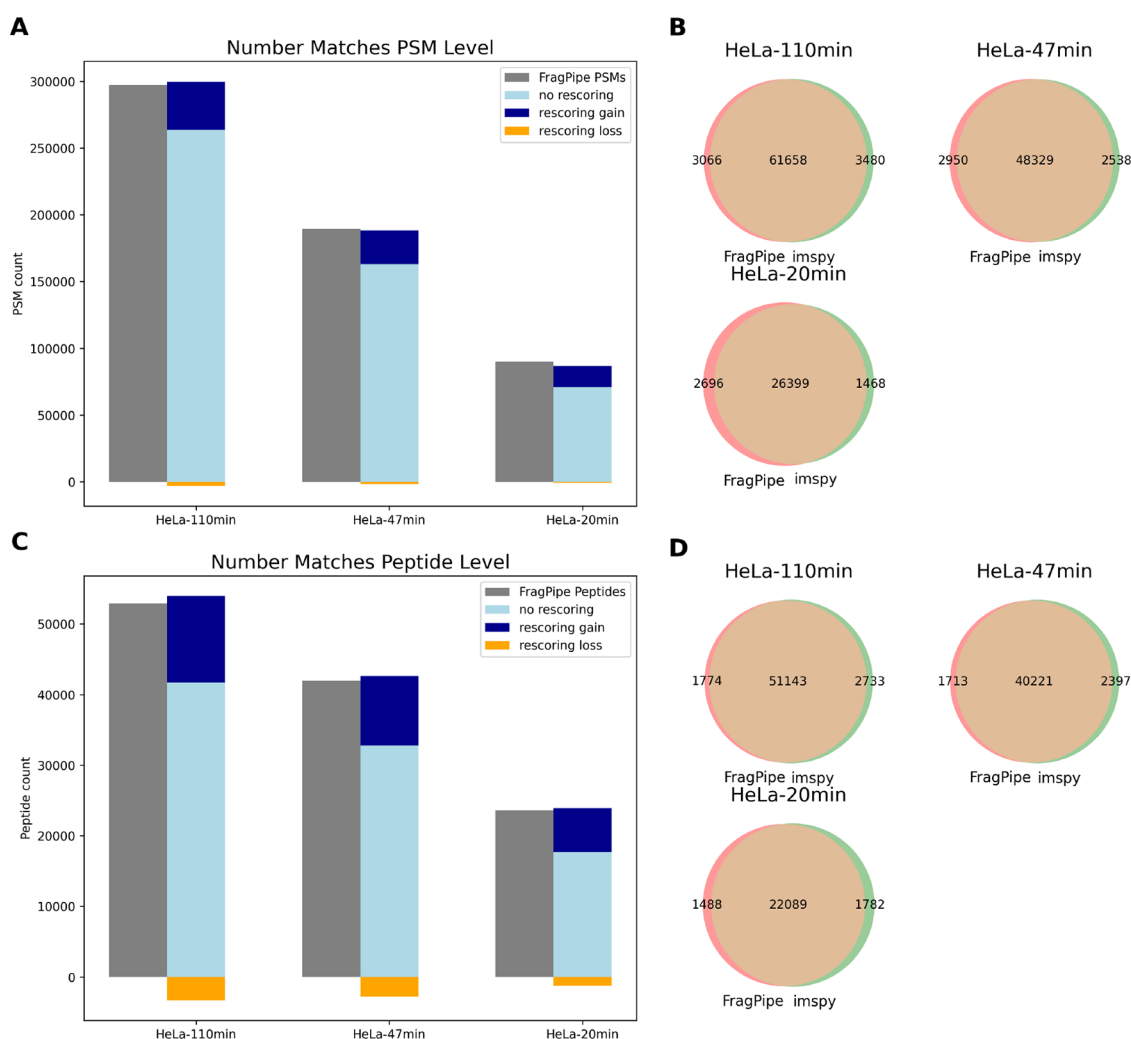 A
Number Matches PSM Level
FragPipe PSMs
no rescoring
rescoring gain
rescoring loss
300000
250000
200000
150000
100000
50000
0
PSM count
HeLa-110min
HeLa-47min
HeLa-20min
B
HeLa-110min
3066
61658
3480
FragPipe
imspy
HeLa-47min
2950
48329
2538
FragPipe
imspy
HeLa-20min
2696
26399
1468
FragPipe
imspy
C
Number Matches Peptide Level
FragPipe Peptides
no rescoring
rescoring gain
rescoring loss
50000
40000
30000
20000
10000
0
Peptide count
HeLa-110min
HeLa-47min
HeLa-20min
D
HeLa-110min
1774
51143
2733
FragPipe
imspy
HeLa-47min
1713
40221
2397
FragPipe
imspy
HeLa-20min
1488
22089
1782
FragPipe
imspy